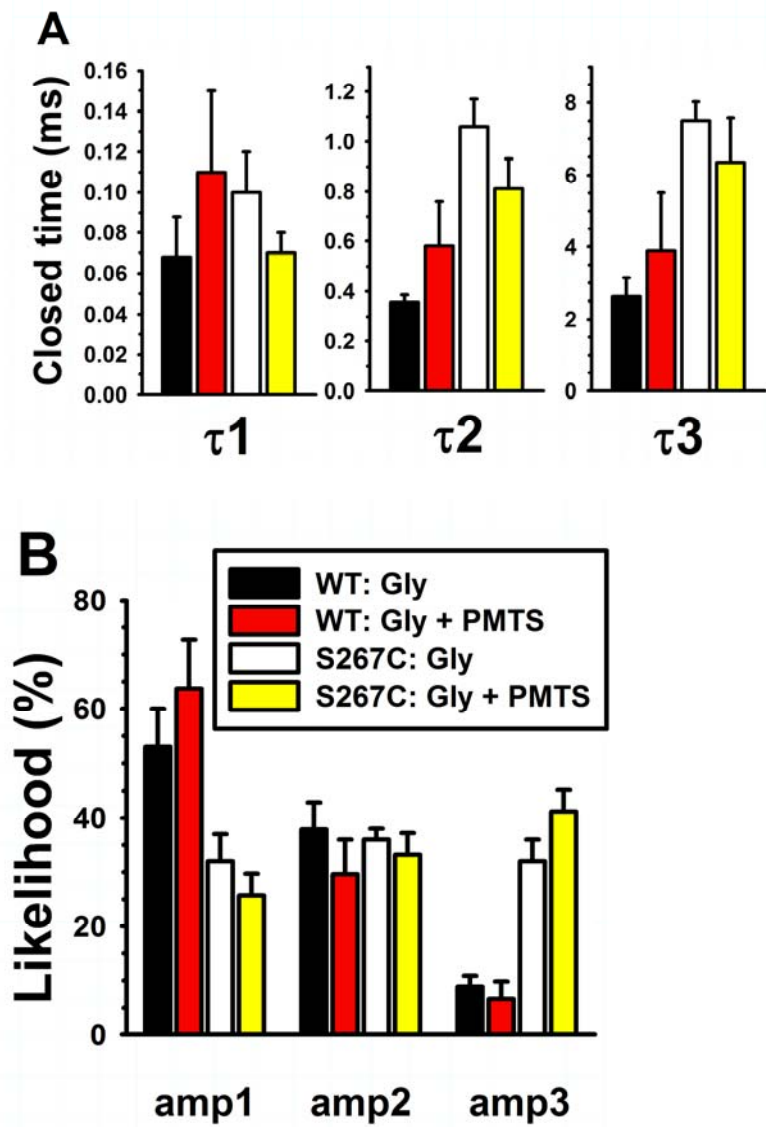 A
Closed time (ms)
0.16
0.14
0.12
0.10
0.08
0.06
0.04
0.02
0.00
τ1
1.2
1.0
0.8
0.6
0.4
0.2
0.0
τ2
8
6
4
2
0
τ3
B
Likelihood (%)
80
60
40
20
0
WT: Gly
WT: Gly + PMTS
S267C: Gly
S267C: Gly + PMTS
amp1 amp2 amp3